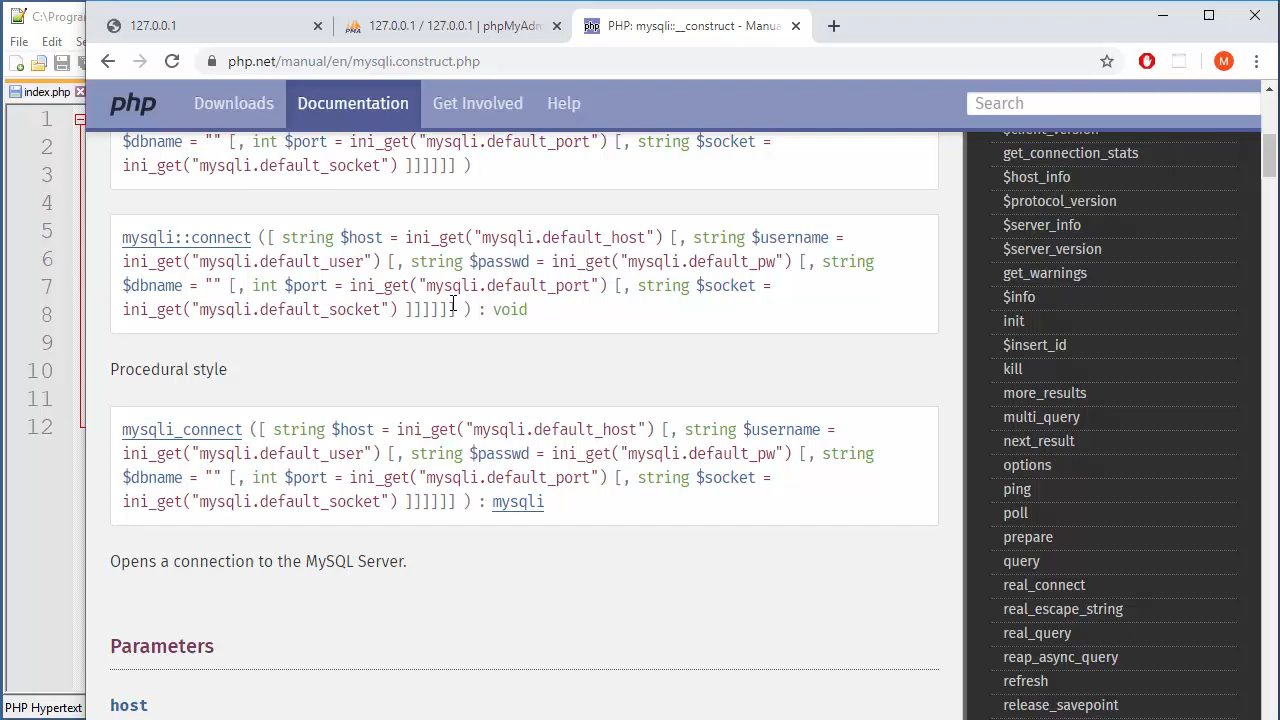 C:\Progra
File Edit Se
index.php
1
2
3
4
5
6
7
8
9
10
11
12
PHP Hypertext
127.0.0.1
127.0.0.1 / 127.0.0.1 | phpMyAdm
PHP: mysqli::__construct - Manua
php.net/manual/en/mysqli.construct.php
M
php Downloads Documentation Get Involved Help Search
$dbname = "" [, int $port = ini_get("mysqli.default_port") [, string $socket =
ini_get("mysqli.default_socket") ]]]]]] )
mysqli::connect ([ string $host = ini_get("mysqli.default_host") [, string $username =
ini_get("mysqli.default_user") [, string $passwd = ini_get("mysqli.default_pw") [, string
$dbname = "" [, int $port = ini_get("mysqli.default_port") [, string $socket =
ini_get("mysqli.default_socket") ]]]]]] ) : void
Procedural style
mysqli_connect ([ string $host = ini_get("mysqli.default_host") [, string $username =
ini_get("mysqli.default_user") [, string $passwd = ini_get("mysqli.default_pw") [, string
$dbname = "" [, int $port = ini_get("mysqli.default_port") [, string $socket =
ini_get("mysqli.default_socket") ]]]]]] ) : mysqli
Opens a connection to the MySQL Server.
Parameters
host
$client_version
get_connection_stats
$host_info
$protocol_version
$server_info
$server_version
get_warnings
$info
init
$insert_id
kill
more_results
multi_query
next_result
options
ping
poll
prepare
query
real_connect
real_escape_string
real_query
reap_async_query
refresh
release_savepoint